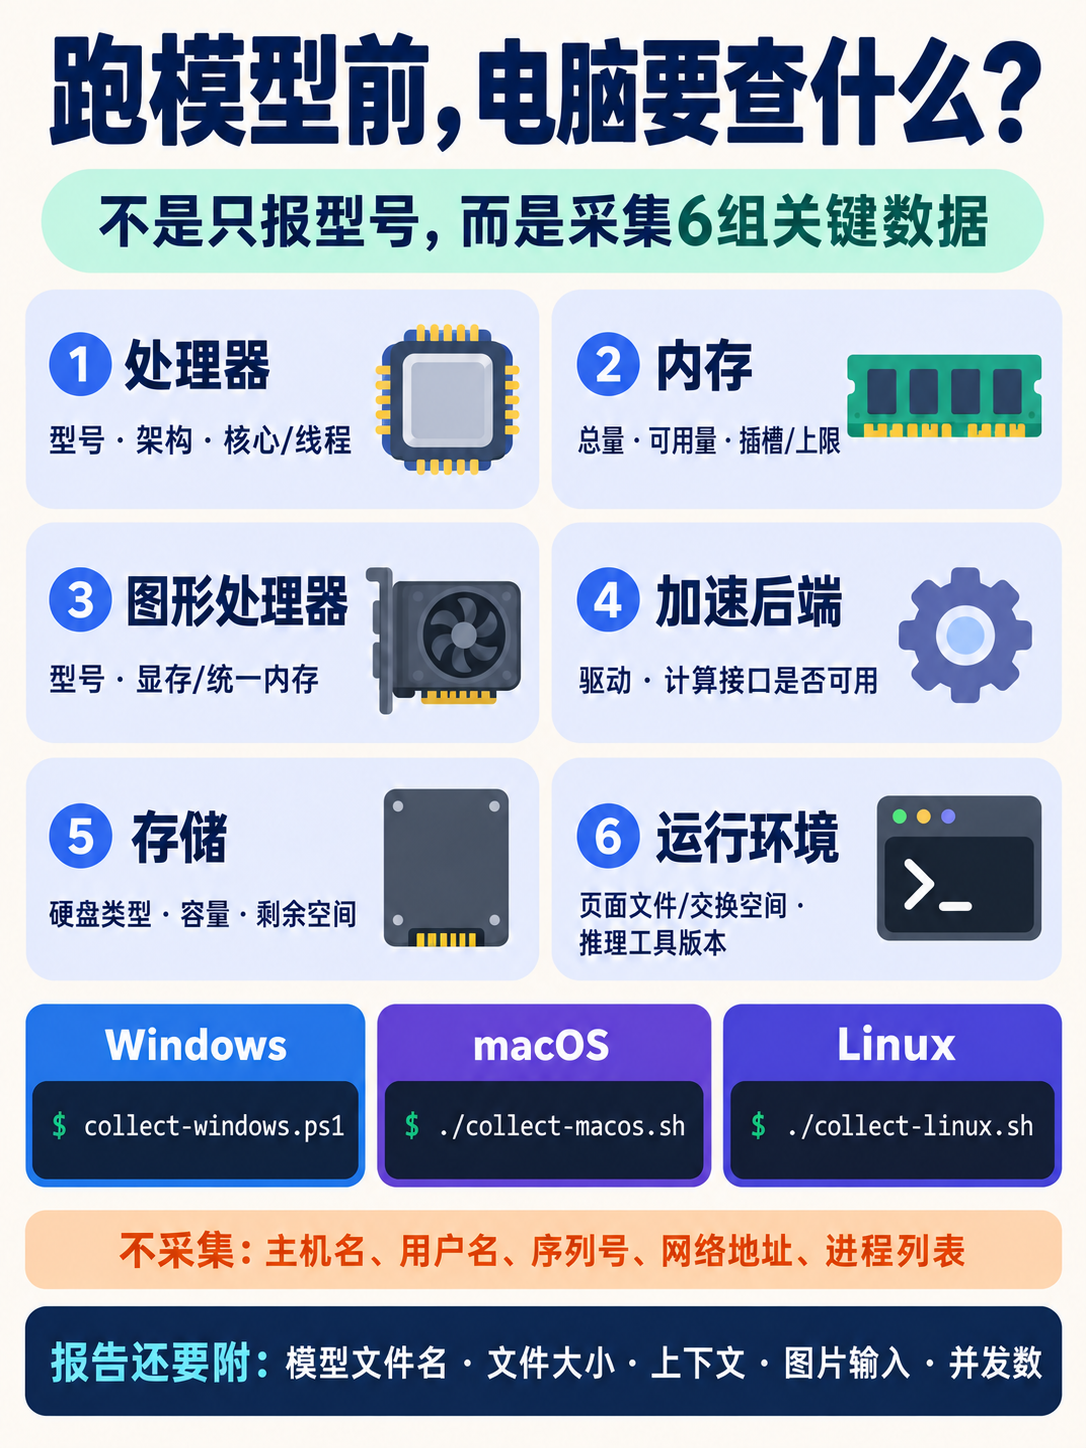 跑模型前，电脑要查什么？
不是只报型号，而是采集6组关键数据
1 处理器
型号 · 架构 · 核心/线程
2 内存
总量 · 可用量 · 插槽/上限
3 图形处理器
型号 · 显存/统一内存
4 加速后端
驱动 · 计算接口是否可用
5 存储
硬盘类型 · 容量 · 剩余空间
6 运行环境
页面文件/交换空间 ·
推理工具版本
>_
Windows
$ collect-windows.ps1
macOS
$ ./collect-macos.sh
Linux
$ ./collect-linux.sh
不采集：主机名、用户名、序列号、网络地址、进程列表
报告还要附：模型文件名 · 文件大小 · 上下文 · 图片输入 · 并发数